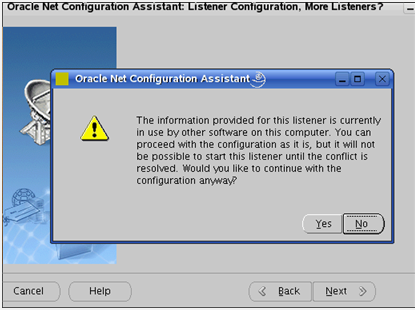 Oracle Net Configuration Assistant: Listener Configuration, More Listeners?
Oracle Net Configuration Assistant
The information provided for this listener is currently
in use by other software on this computer. You can
proceed with the configuration as it is, but it will not
be possible to start this listener until the conflict is
resolved. Would you like to continue with the
configuration anyway?
Yes No
Cancel Help Back Next